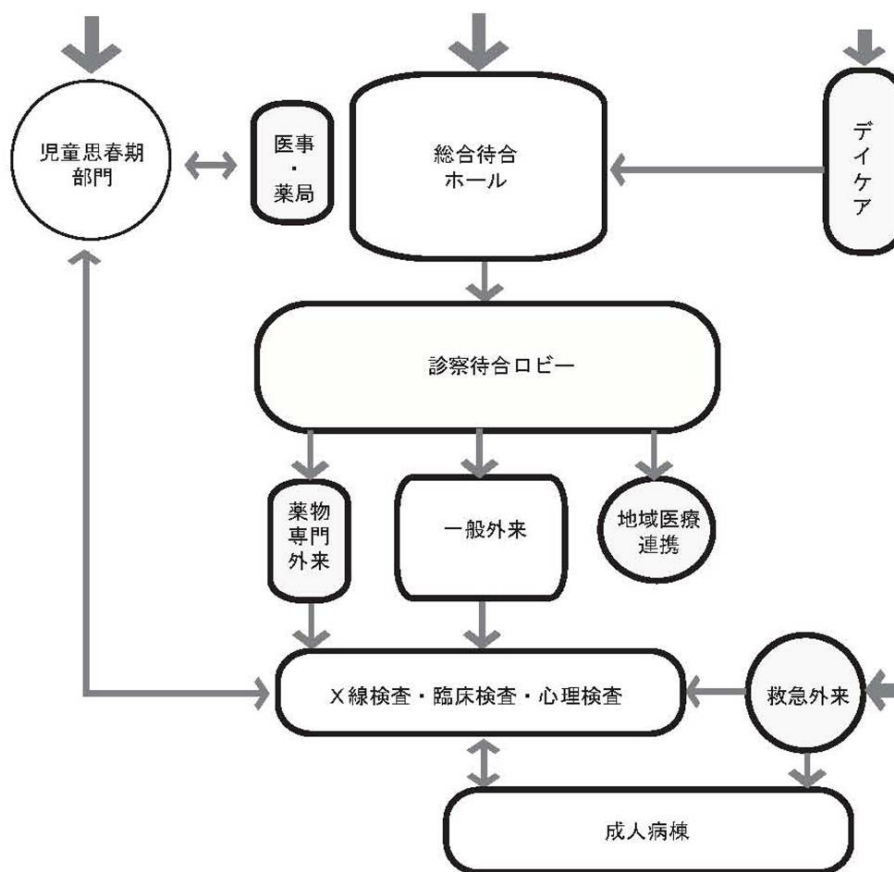 児童思春期
部門
医事
・
薬局
総合待合
ホール
デイケア
診察待合ロビー
薬物
専門
外来
一般外来
地域医療
連携
X線検査・臨床検査・心理検査
救急外来
成人病棟